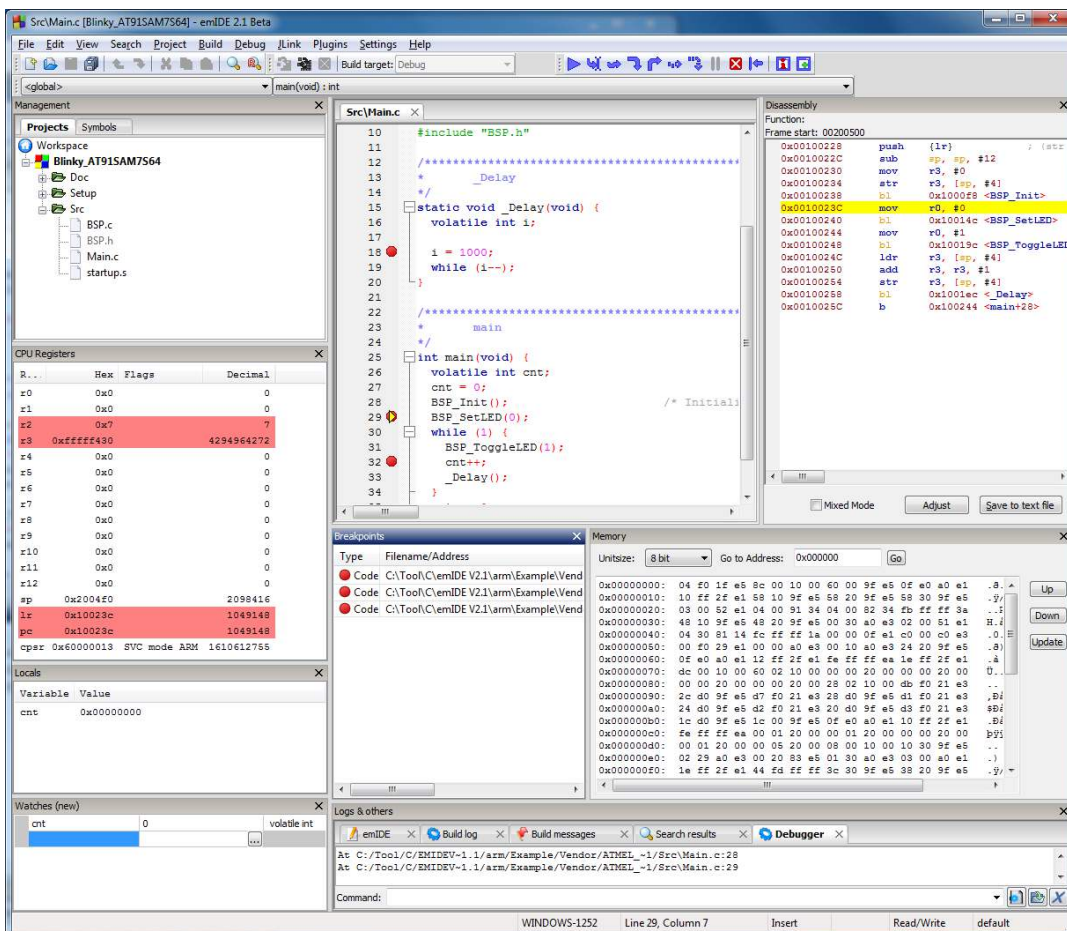 Src\Main.c [Blinky_AT91SAM7S64] - emIDE 2.1 Beta
File Edit View Search Project Build Debug JLink Plugins Settings Help
Build target: Debug
<global> main(void) : int
Management
Projects Symbols
Workspace
Blinky_AT91SAM7S64
Doc
Setup
Src
BSP.c
BSP.h
Main.c
startup.s
CPU Registers
R.. Hex Flags Decimal
r0 0x0 0
r1 0x0 0
r2 0x7 7
r3 0xfffff430 4294964272
r4 0x0 0
r5 0x0 0
r6 0x0 0
r7 0x0 0
r8 0x0 0
r9 0x0 0
r10 0x0 0
r11 0x0 0
r12 0x0 0
sp 0x2004f0 2098416
lr 0x10023c 1049148
pc 0x10023c 1049148
cpsr 0x60000013 SVC mode ARM 1610612755
Locals
Variable Value
cnt 0x00000000
Watches (new)
cnt 0 volatile int
...
Src\Main.c
10 #include "BSP.h"
11
12 /************************************************
13 * _Delay
14 */
15 static void _Delay(void) {
16 volatile int i;
17
18 i = 1000;
19 while (i--);
20 }
21
22 /************************************************
23 * main
24 */
25 int main(void) {
26 volatile int cnt;
27 cnt = 0;
28 BSP_Init(); /* Initiali
29 BSP_SetLED(0);
30 while (1) {
31 BSP_ToggleLED(1);
32 cnt++;
33 _Delay();
34 }
Disassembly
Function:
Frame start: 00200500
0x00100228 push {lr} ; (str
0x0010022C sub sp, sp, #12
0x00100230 mov r3, #0
0x00100234 str r3, [sp, #4]
0x00100238 bl 0x1000f8 <BSP_Init>
0x0010023C mov r0, #0
0x00100240 bl 0x10014c <BSP_SetLED>
0x00100244 mov r0, #1
0x00100248 bl 0x10019c <BSP_ToggleLED
0x0010024C ldr r3, [sp, #4]
0x00100250 add r3, r3, #1
0x00100254 str r3, [sp, #4]
0x00100258 bl 0x1001ec <_Delay>
0x0010025C b 0x100244 <main+28>
Mixed Mode Adjust Save to text file
Breakpoints
Type Filename/Address
Code C:\Tool\C\emIDE V2.1\arm\Example\Vend
Code C:\Tool\C\emIDE V2.1\arm\Example\Vend
Code C:\Tool\C\emIDE V2.1\arm\Example\Vend
Memory
Unitsize: 8 bit Go to Address: 0x000000 Go
0x00000000: 04 f0 1f e5 8c 00 10 00 60 00 9f e5 0f e0 a0 e1
0x00000010: 10 ff 2f e1 58 10 9f e5 58 20 9f e5 58 30 9f e5
0x00000020: 03 00 52 e1 04 00 91 34 04 00 82 34 fb ff ff 3a
0x00000030: 48 10 9f e5 48 20 9f e5 00 30 a0 e3 02 00 51 e1
0x00000040: 04 30 81 14 fc ff ff 1a 00 00 0f e1 c0 00 c0 e3
0x00000050: 00 f0 29 e1 00 00 a0 e3 00 10 a0 e3 24 20 9f e5
0x00000060: 0f e0 a0 e1 12 ff 2f e1 fe ff ff ea 1e ff 2f e1
0x00000070: dc 00 10 00 60 02 10 00 00 00 20 00 00 00 20 00
0x00000080: 00 00 20 00 00 00 20 00 28 02 10 00 db f0 21 e3
0x00000090: 2c d0 9f e5 d7 f0 21 e3 28 d0 9f e5 d1 f0 21 e3
0x000000a0: 24 d0 9f e5 d2 f0 21 e3 20 d0 9f e5 d3 f0 21 e3
0x000000b0: 1c d0 9f e5 1c 00 9f e5 0f e0 a0 e1 10 ff 2f e1
0x000000c0: fe ff ff ea 00 01 20 00 00 01 20 00 00 00 20 00
0x000000d0: 00 01 20 00 00 05 20 00 08 00 10 00 10 30 9f e5
0x000000e0: 02 29 a0 e3 00 20 83 e5 01 30 a0 e3 03 00 a0 e1
0x000000f0: 1e ff 2f e1 44 fd ff ff 3c 30 9f e5 38 20 9f e5
Up
Down
Update
Logs & others
emIDE Build log Build messages Search results Debugger
At C:/Tool/C/EMIDEV~1.1/arm/Example/Vendor/ATMEL_~1/Src\Main.c:28
At C:/Tool/C/EMIDEV~1.1/arm/Example/Vendor/ATMEL_~1/Src\Main.c:29
Command:
WINDOWS-1252 Line 29, Column 7 Insert Read/Write default